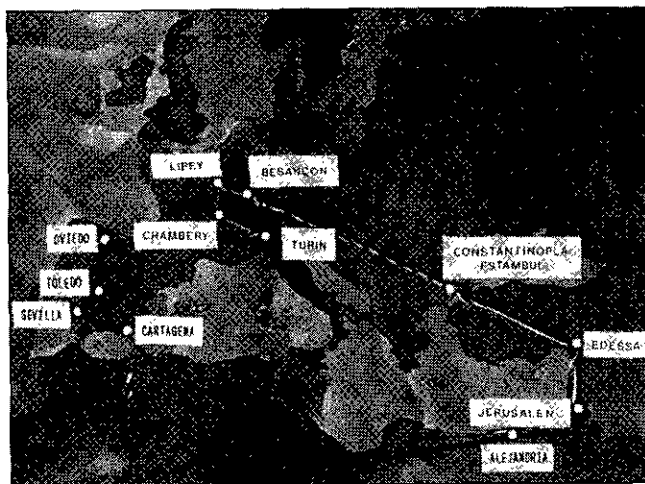 LIREY
BESANCON
CHAMBERY
TURIN
OVIEDO
CONSTANTINOPLA
ESTAMBUL
TOLEDO
SEVILLA
CARTAGENA
EDESSA
JERUSALEN
ALEJANDRIA